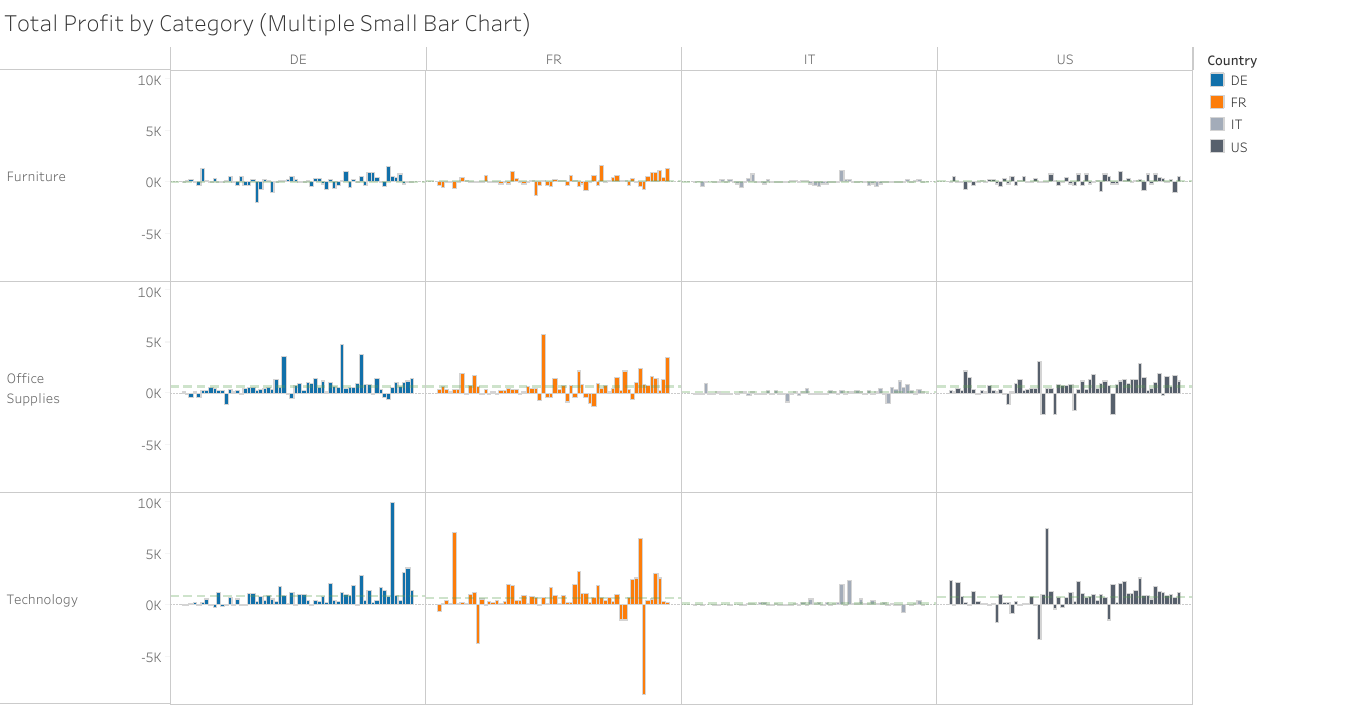 Total Profit by Category (Multiple Small Bar Chart)
DE FR IT US
Country
DE
FR
IT
US
Furniture
10K
5K
0K
-5K
Office
Supplies
10K
5K
0K
-5K
Technology
10K
5K
0K
-5K